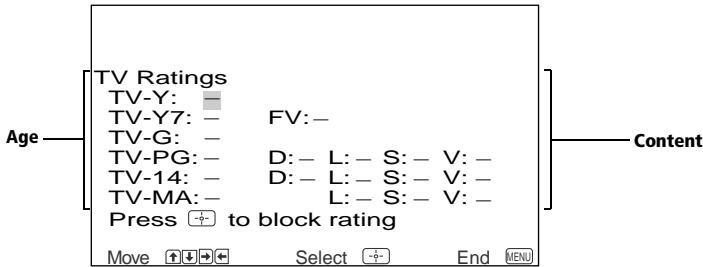 TV Ratings
TV-Y: –
TV-Y7: – FV: –
TV-G: –
TV-PG: – D: – L: – S: – V: –
TV-14: – D: – L: – S: – V: –
TV-MA: – L: – S: – V: –
Press to block rating
Move Select End MENU
Age
Content